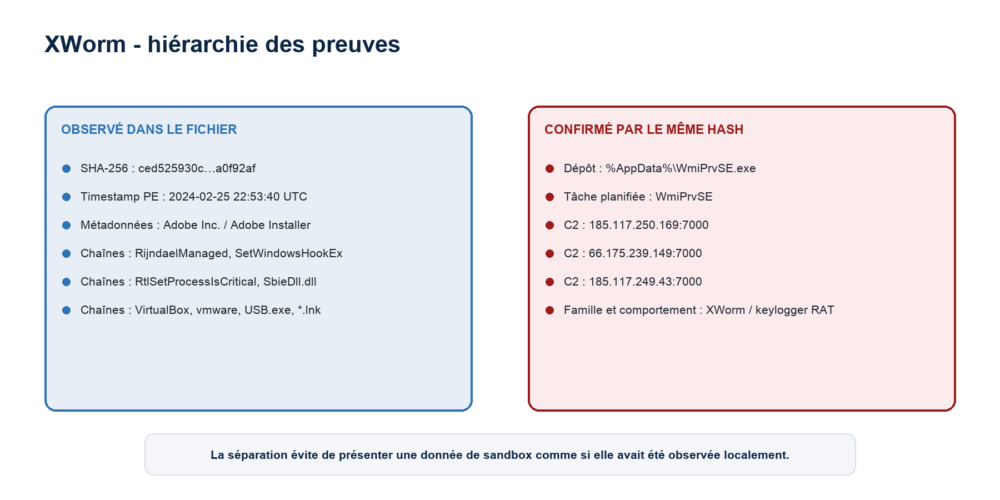 XWorm - hiérarchie des preuves
OBSERVÉ DANS LE FICHIER
SHA-256 : ced525930c…a0f92af
Timestamp PE : 2024-02-25 22:53:40 UTC
Métadonnées : Adobe Inc. / Adobe Installer
Chaînes : RijndaelManaged, SetWindowsHookEx
Chaînes : RtlSetProcessIsCritical, SbieDll.dll
Chaînes : VirtualBox, vmware, USB.exe, *.lnk
CONFIRMÉ PAR LE MÊME HASH
Dépôt : %AppData%\WmiPrvSE.exe
Tâche planifiée : WmiPrvSE
C2 : 185.117.250.169:7000
C2 : 66.175.239.149:7000
C2 : 185.117.249.43:7000
Famille et comportement : XWorm / keylogger RAT
La séparation évite de présenter une donnée de sandbox comme si elle avait été observée localement.